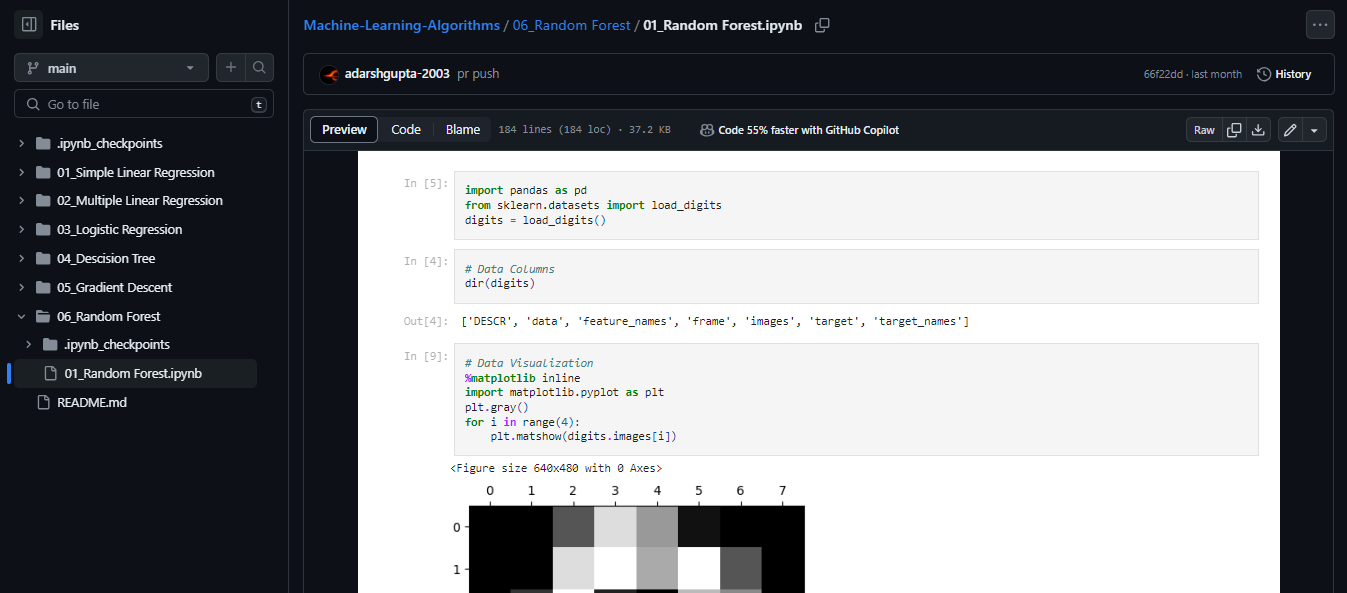 Files
main
Go to file
t
.ipynb_checkpoints
01_Simple Linear Regression
02_Multiple Linear Regression
03_Logistic Regression
04_Descision Tree
05_Gradient Descent
06_Random Forest
.ipynb_checkpoints
01_Random Forest.ipynb
README.md
Machine-Learning-Algorithms / 06_Random Forest / 01_Random Forest.ipynb
adarshgupta-2003 pr push
66f22dd · last month History
Preview Code Blame 184 lines (184 loc) · 37.2 KB Code 55% faster with GitHub Copilot Raw
In [5]:
import pandas as pd
from sklearn.datasets import load_digits
digits = load_digits()
In [4]:
# Data Columns
dir(digits)
Out[4]: ['DESCR', 'data', 'feature_names', 'frame', 'images', 'target', 'target_names']
In [9]:
# Data Visualization
%matplotlib inline
import matplotlib.pyplot as plt
plt.gray()
for i in range(4):
    plt.matshow(digits.images[i])
<Figure size 640x480 with 0 Axes>
0 1 2 3 4 5 6 7
0
1